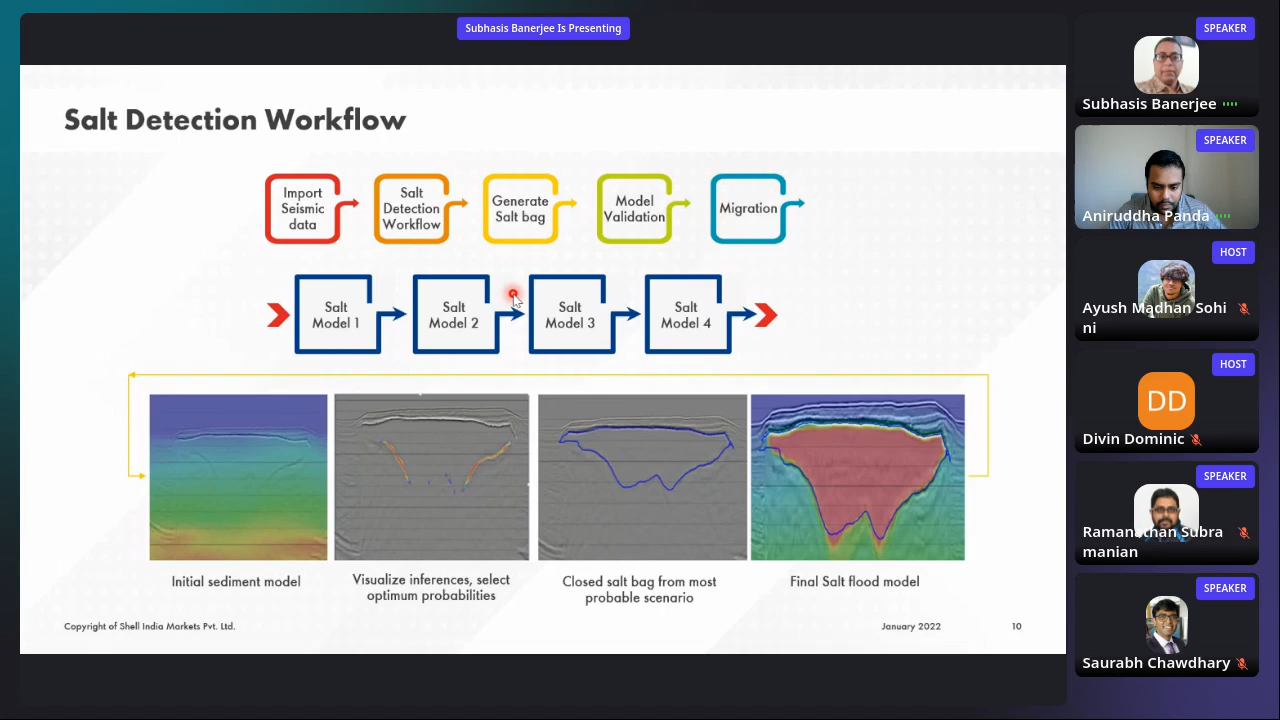 Subhasis Banerjee Is Presenting
Salt Detection Workflow
Import
Seismic
data
Salt
Detection
Workflow
Generate
Salt bag
Model
Validation
Migration
Salt
Model 1
Salt
Model 2
Salt
Model 3
Salt
Model 4
Initial sediment model
Visualize inferences, select
optimum probabilities
Closed salt bag from most
probable scenario
Final Salt flood model
Copyright of Shell India Markets Pvt. Ltd.
January 2022
10
SPEAKER
Subhasis Banerjee
SPEAKER
Aniruddha Panda
HOST
Ayush Madhan Sohi
ni
HOST
DD
Divin Dominic
SPEAKER
Ramanathan Subra
manian
SPEAKER
Saurabh Chawdhary